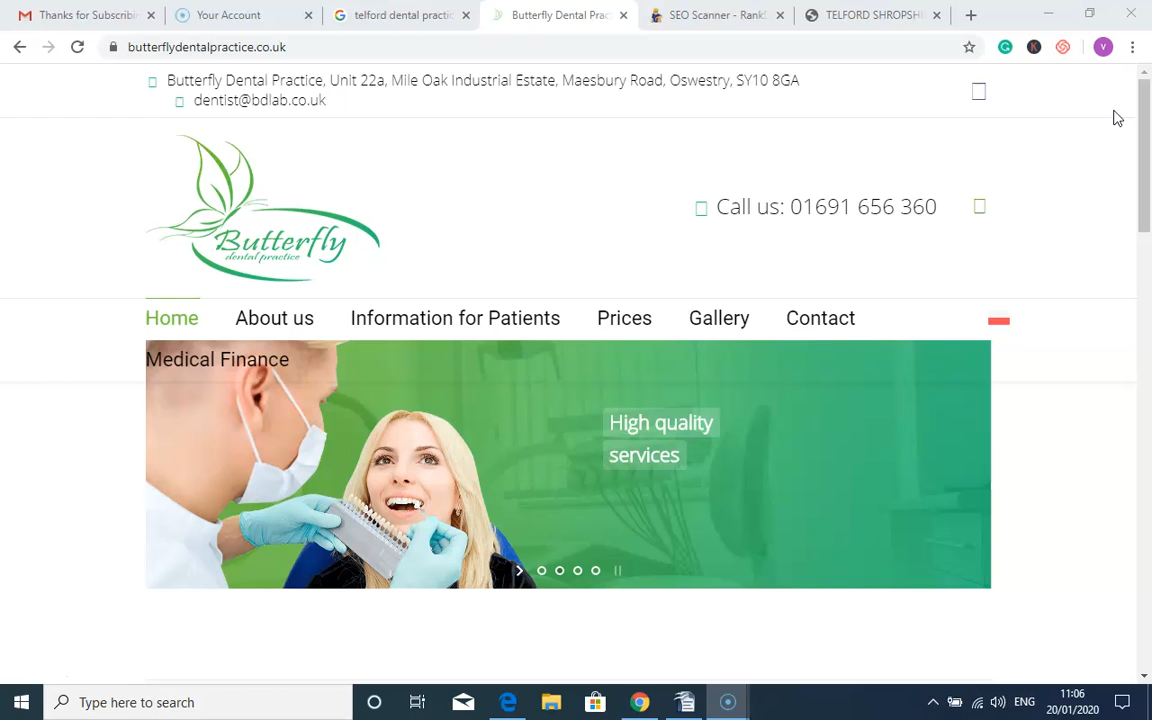 Thanks for Subscribin
Your Account
telford dental practic
Butterfly Dental Prac
SEO Scanner - Rank
TELFORD SHROPSH
butterflydentalpractice.co.uk
V
Butterfly Dental Practice, Unit 22a, Mile Oak Industrial Estate, Maesbury Road, Oswestry, SY10 8GA
dentist@bdlab.co.uk
Butterfly
dental practice
Call us: 01691 656 360
Home About us Information for Patients Prices Gallery Contact
Medical Finance
High quality
services
Type here to search
ENG
11:06
20/01/2020